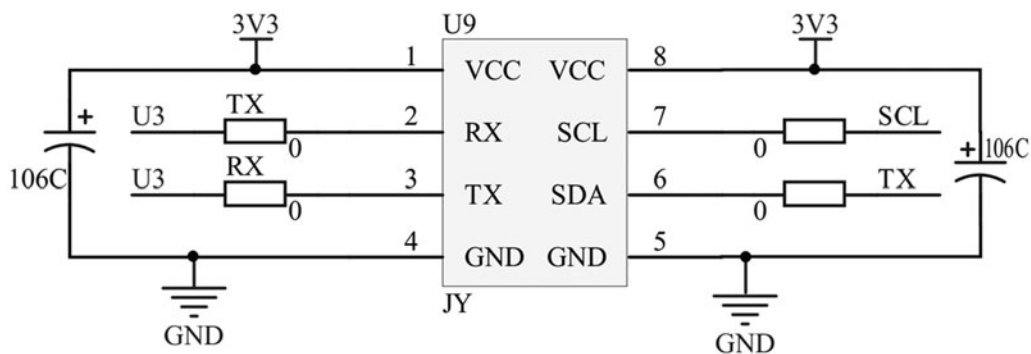 3V3 U9 3V3
1 VCC VCC 8
U3 TX 2 RX SCL 7 SCL
0 0
106C 106C
U3 RX 3 TX SDA 6 TX
0 0
4 GND GND 5
GND JY GND